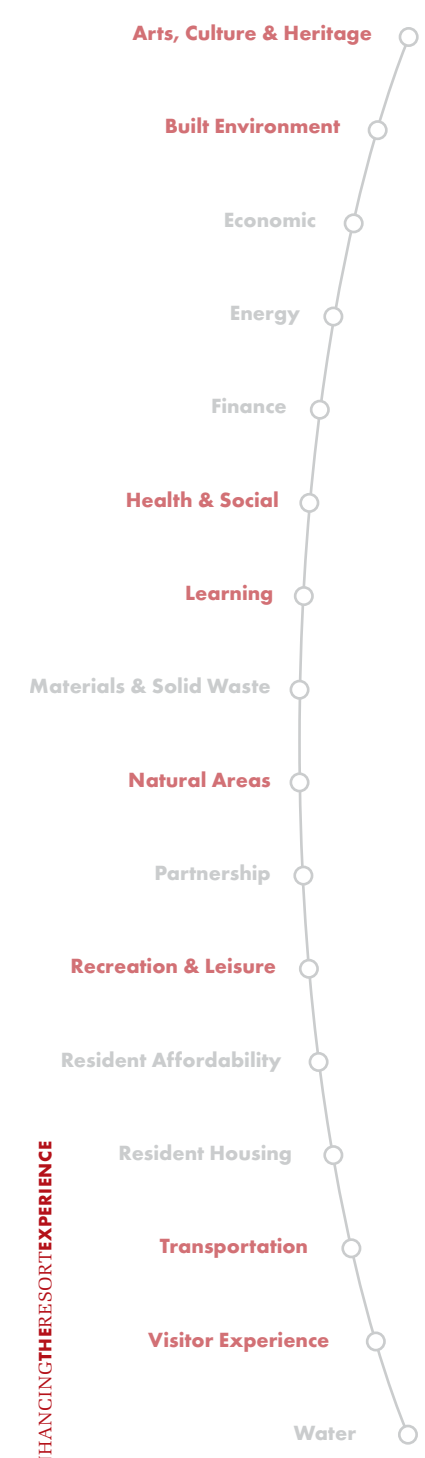 Arts, Culture & Heritage
Built Environment
Economic
Energy
Finance
Health & Social
Learning
Materials & Solid Waste
Natural Areas
Partnership
Recreation & Leisure
Resident Affordability
Resident Housing
Transportation
Visitor Experience
Water
NHANCINGTHERESORTEXPERIENCE